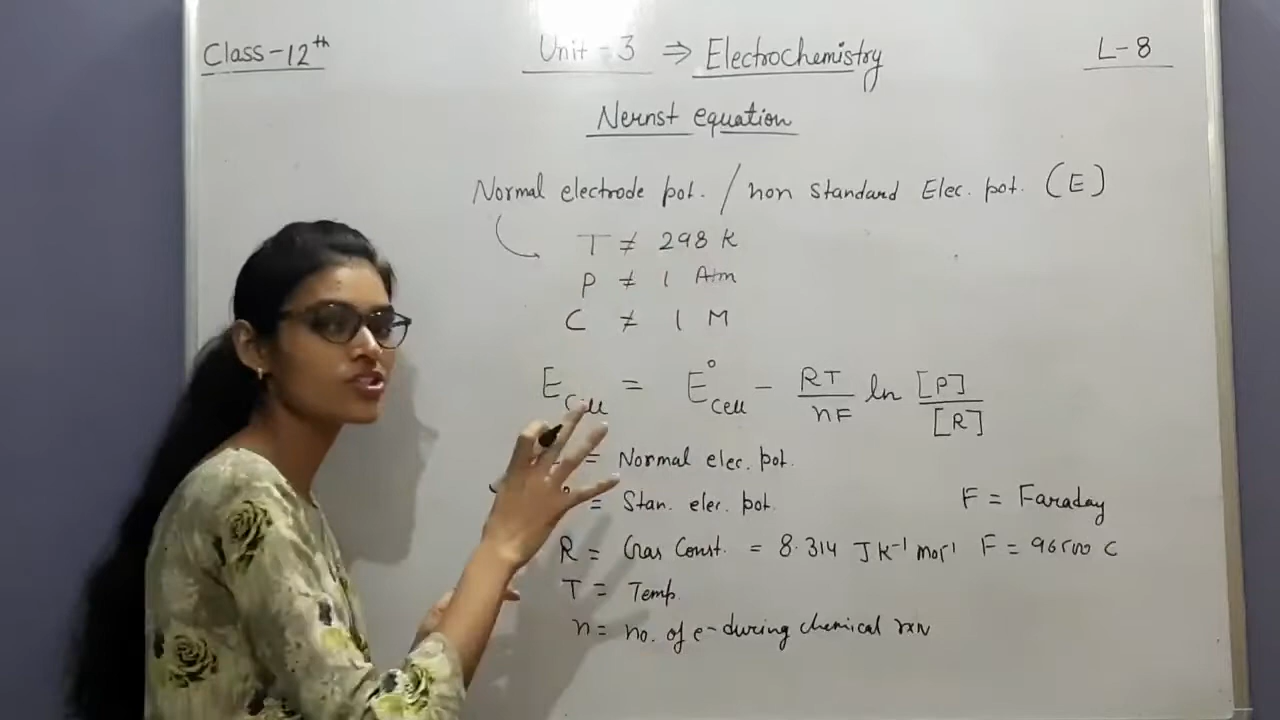 Class-12th
Unit - 3 ⇒ Electrochemistry
L-8
Nernst equation
Normal electrode pot. / non Standard Elec. pot. (E)
T ≠ 298 K
P ≠ 1 Atm
C ≠ 1 M
E Cell = E° Cell - RT/nF ln [P]/[R]
= Normal elec. pot.
= Stan. elec. pot.
F = Faraday
R = Gas Const. = 8.314 J K⁻¹ mol⁻¹ F = 96500 C
T = Temp.
n = no. of e- during chemical rxn